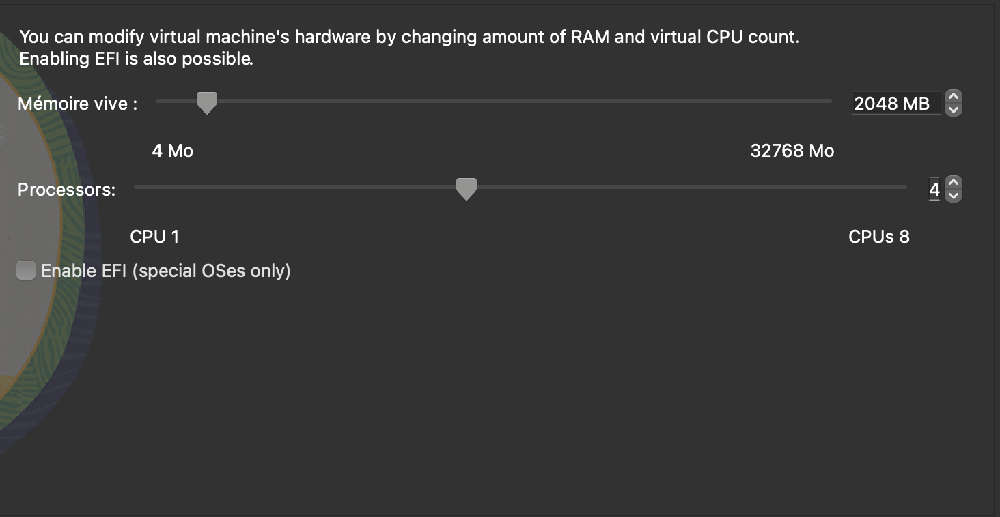 You can modify virtual machine's hardware by changing amount of RAM and virtual CPU count.
Enabling EFI is also possible.
Mémoire vive : 2048 MB
4 Mo 32768 Mo
Processors: 4
CPU 1 CPUs 8
Enable EFI (special OSes only)